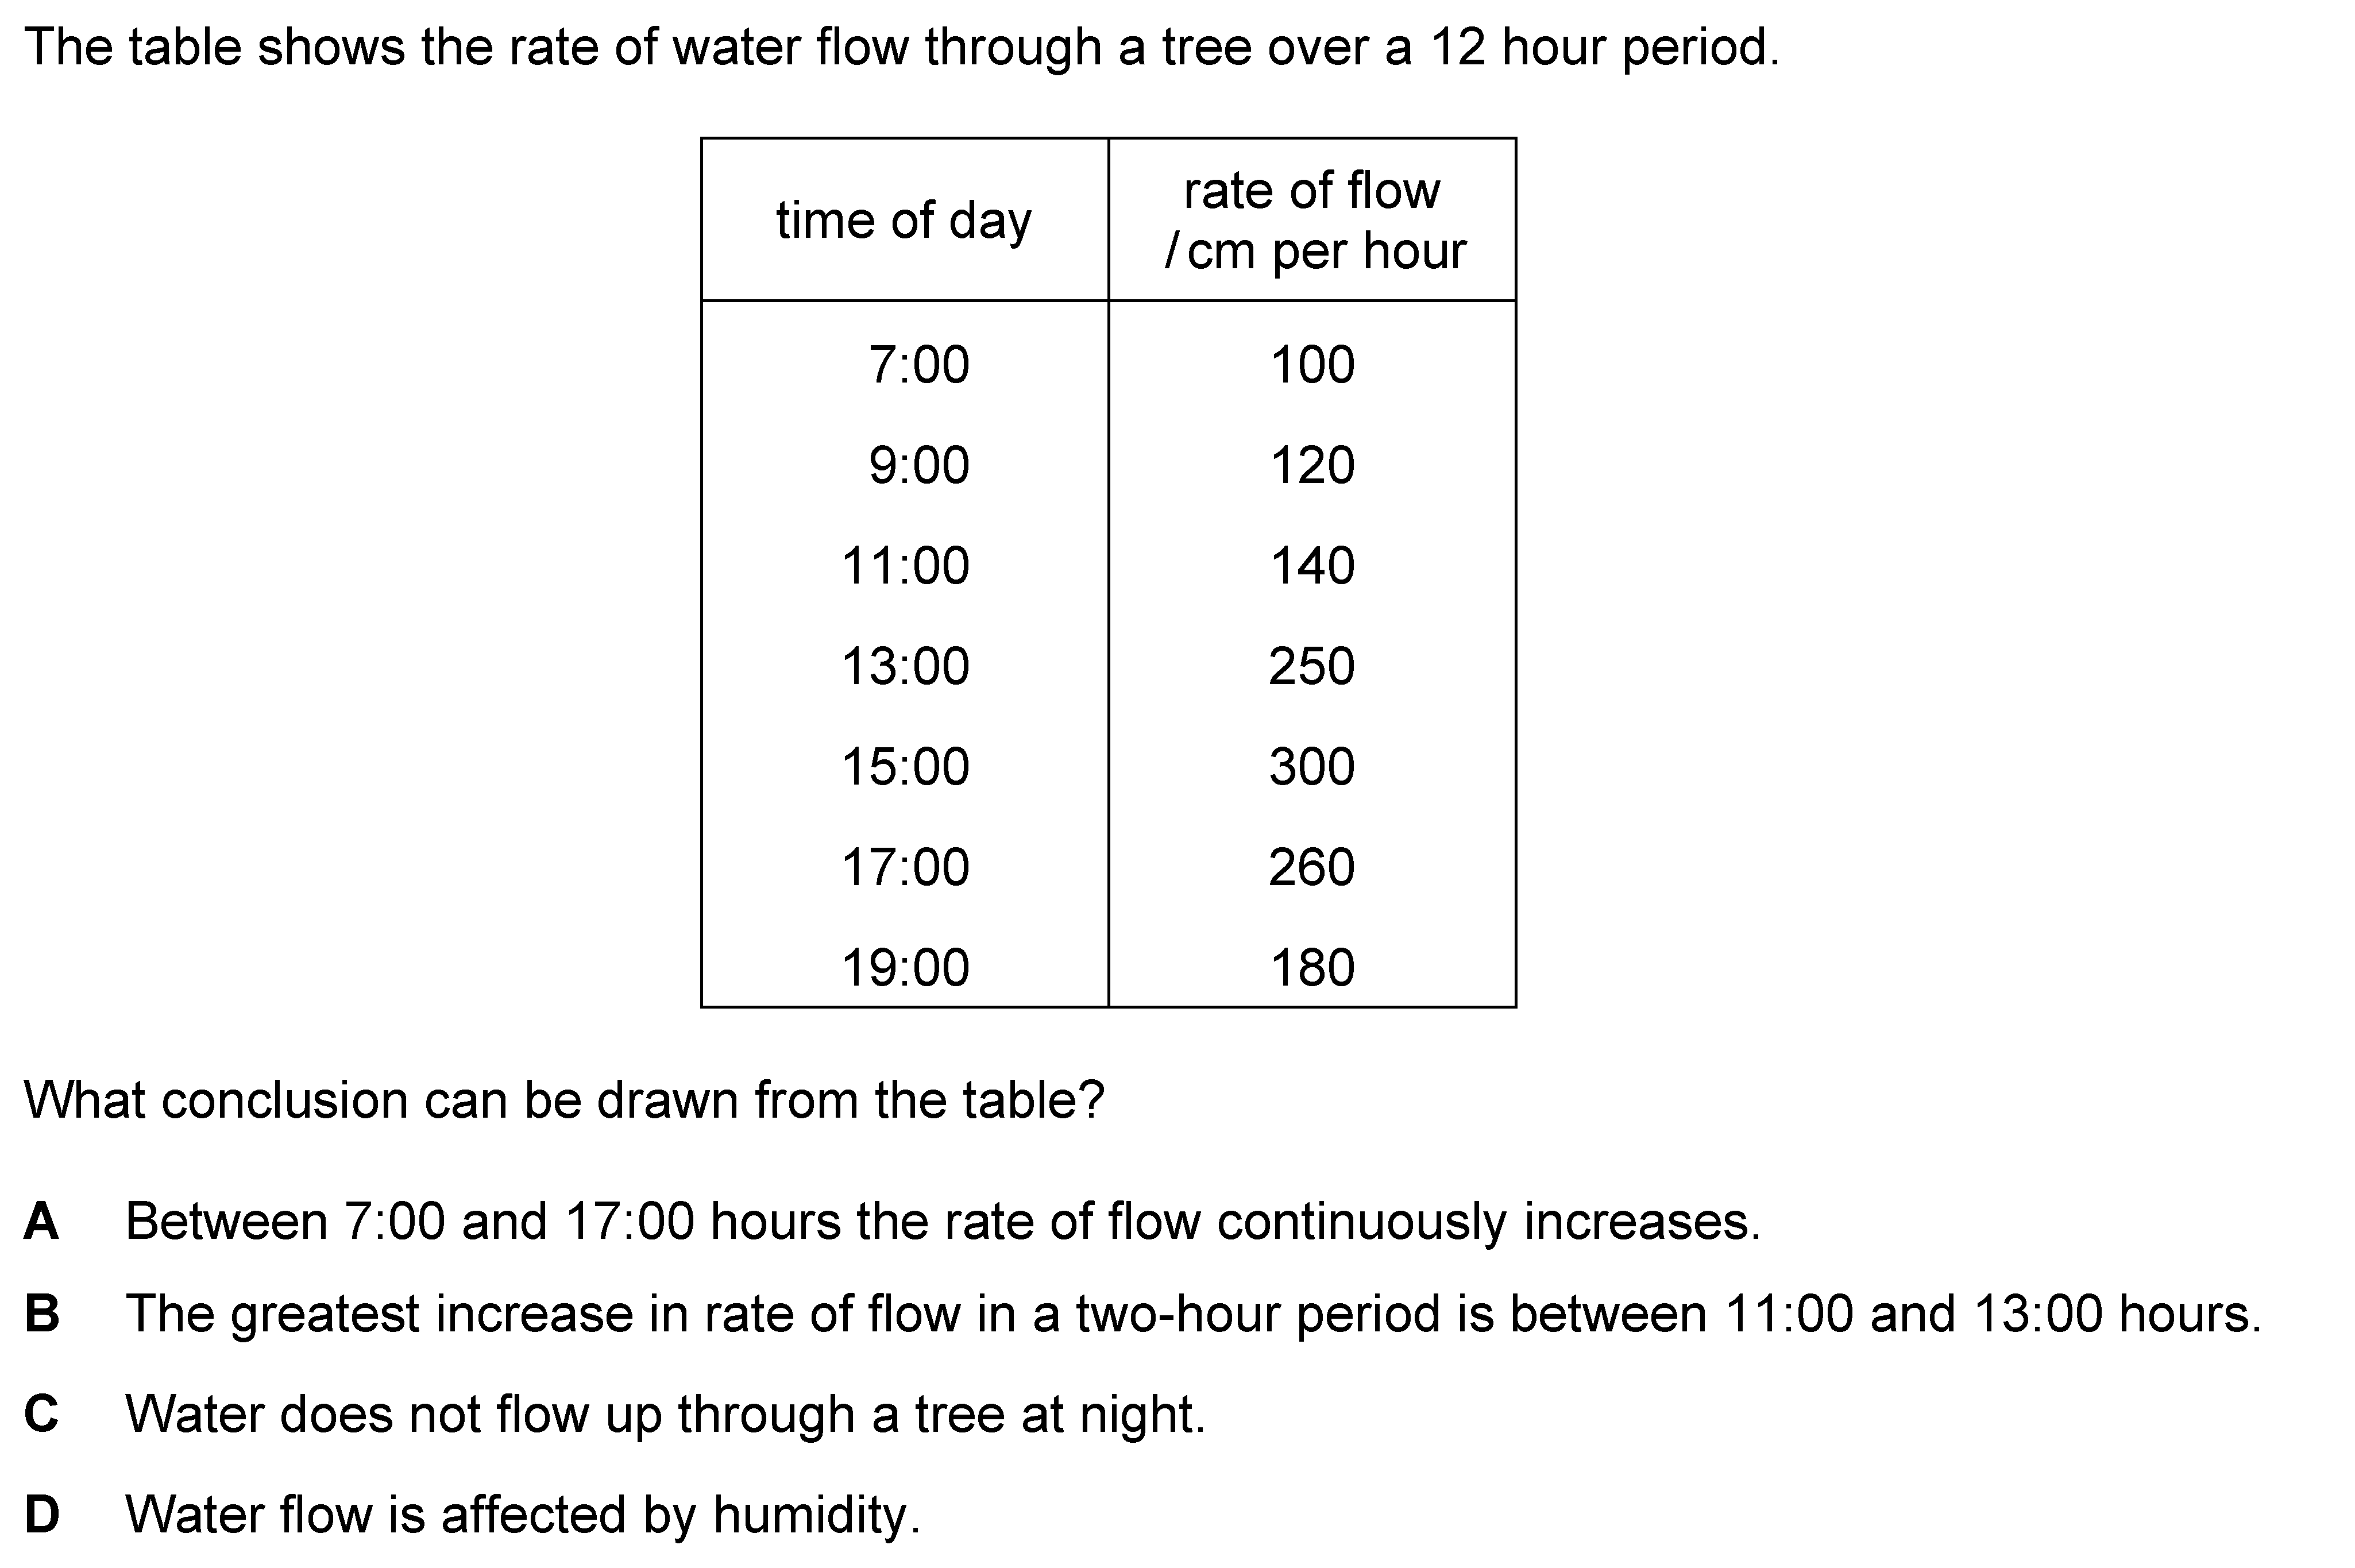 The table shows the rate of water flow through a tree over a 12 hour period.
time of day
rate of flow
/ cm per hour
7:00 100
9:00 120
11:00 140
13:00 250
15:00 300
17:00 260
19:00 180
What conclusion can be drawn from the table?
A Between 7:00 and 17:00 hours the rate of flow continuously increases.
B The greatest increase in rate of flow in a two-hour period is between 11:00 and 13:00 hours.
C Water does not flow up through a tree at night.
D Water flow is affected by humidity.